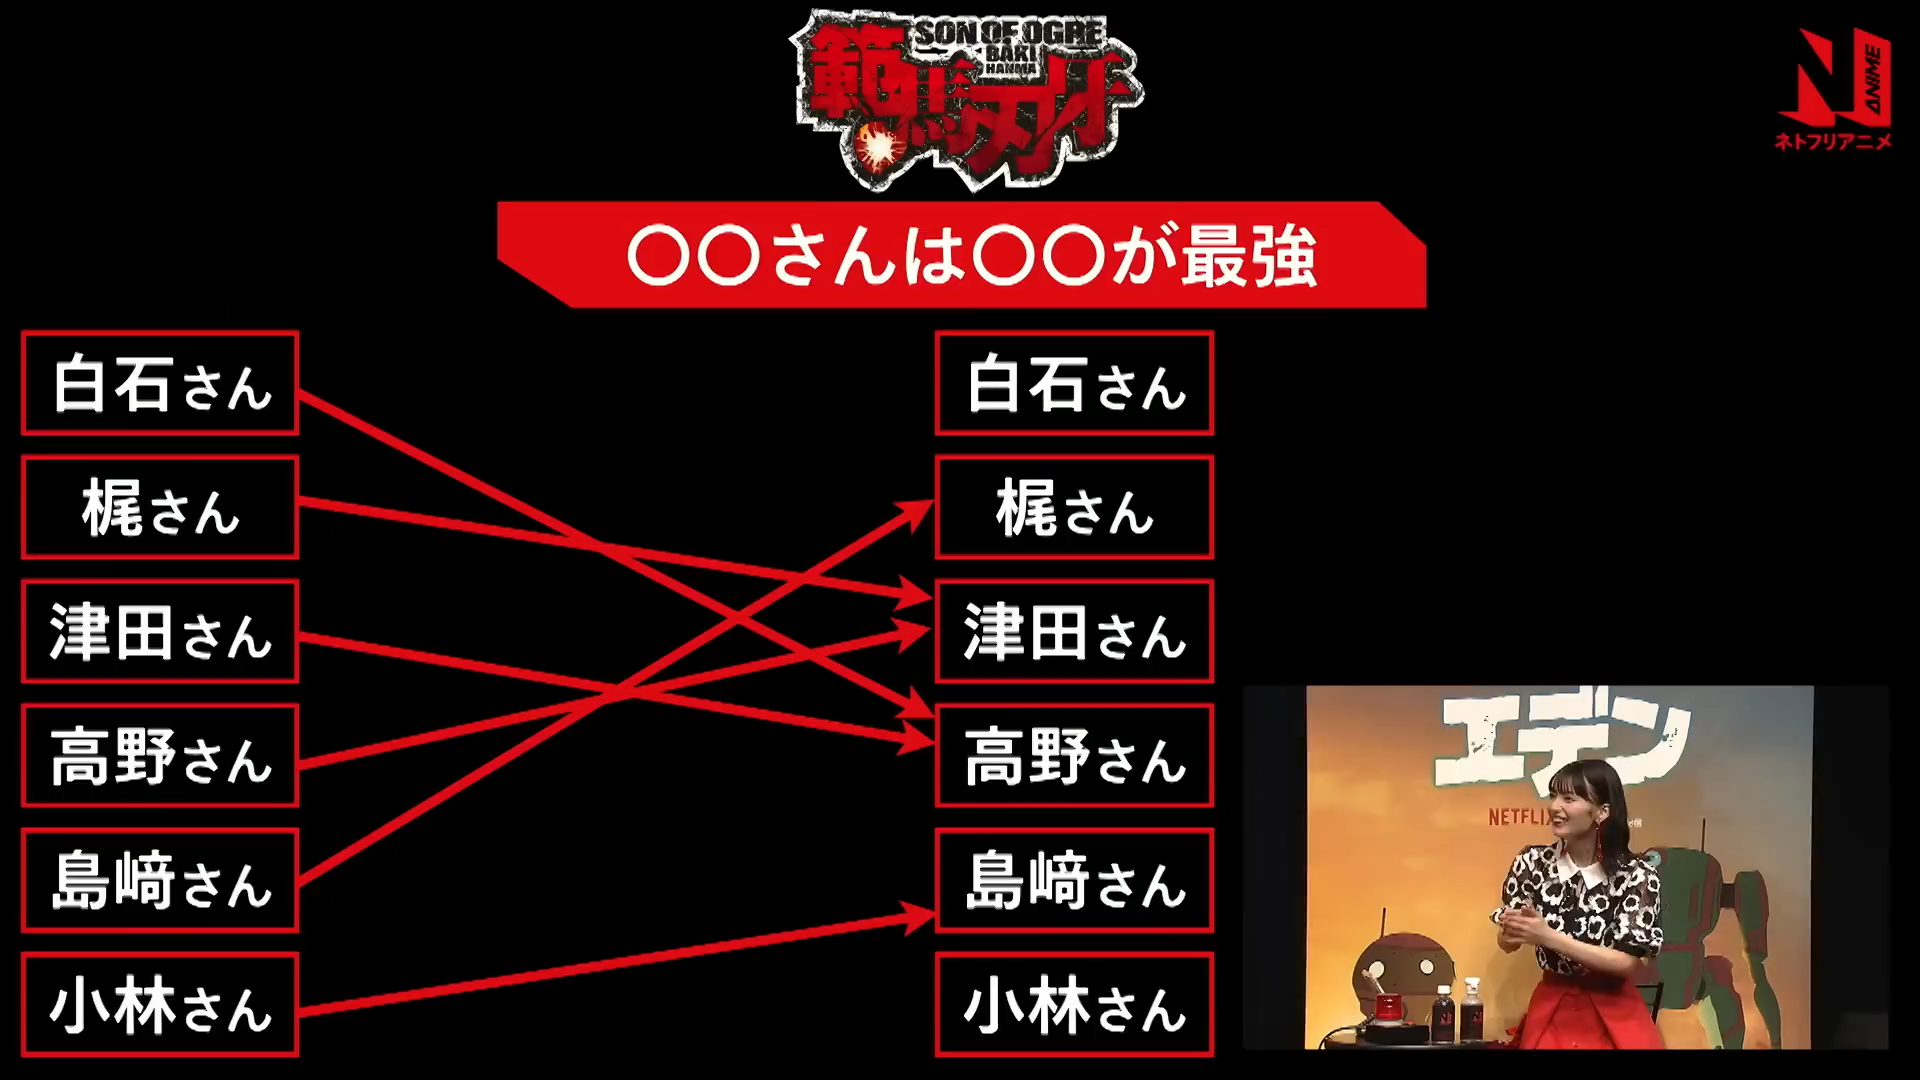 SON OF OGRE
BAKI
HANMA
範馬刃牙
N
ANIME
ネトフリアニメ
〇〇さんは〇〇が最強
白石さん
梶さん
津田さん
高野さん
島﨑さん
小林さん
白石さん
梶さん
津田さん
高野さん
島﨑さん
小林さん
エデン
NETFLIX